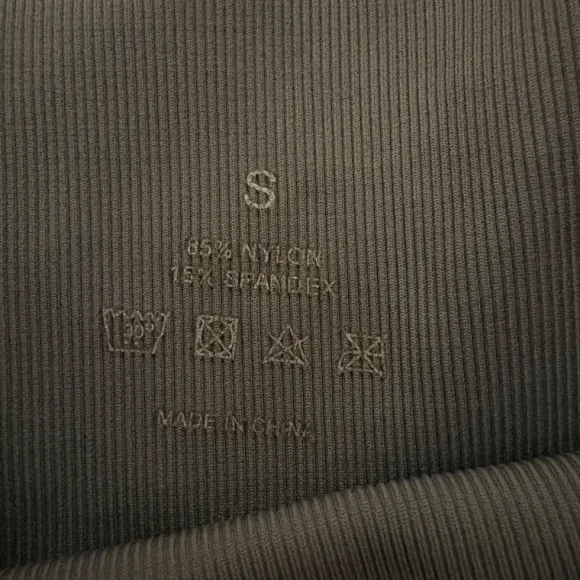 S
85% NYLON
15% SPANDEX
30°
MADE IN CHINA